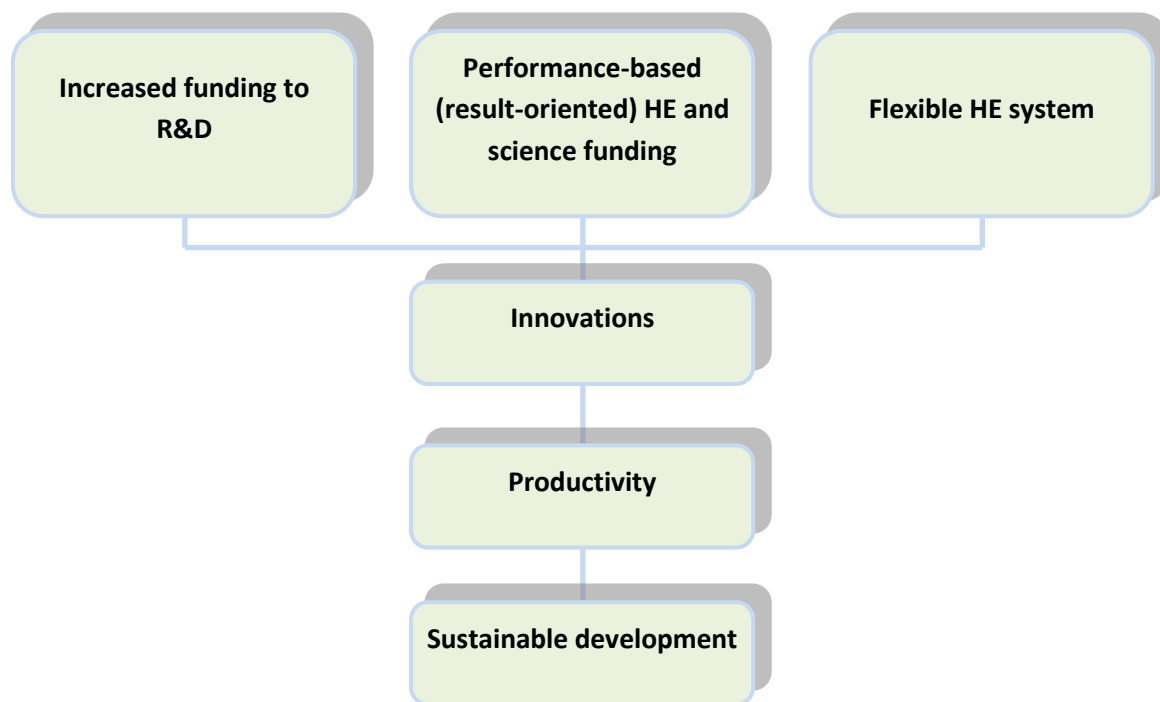 Increased funding to
R&D
Performance-based
(result-oriented) HE and
science funding
Flexible HE system
Innovations
Productivity
Sustainable development